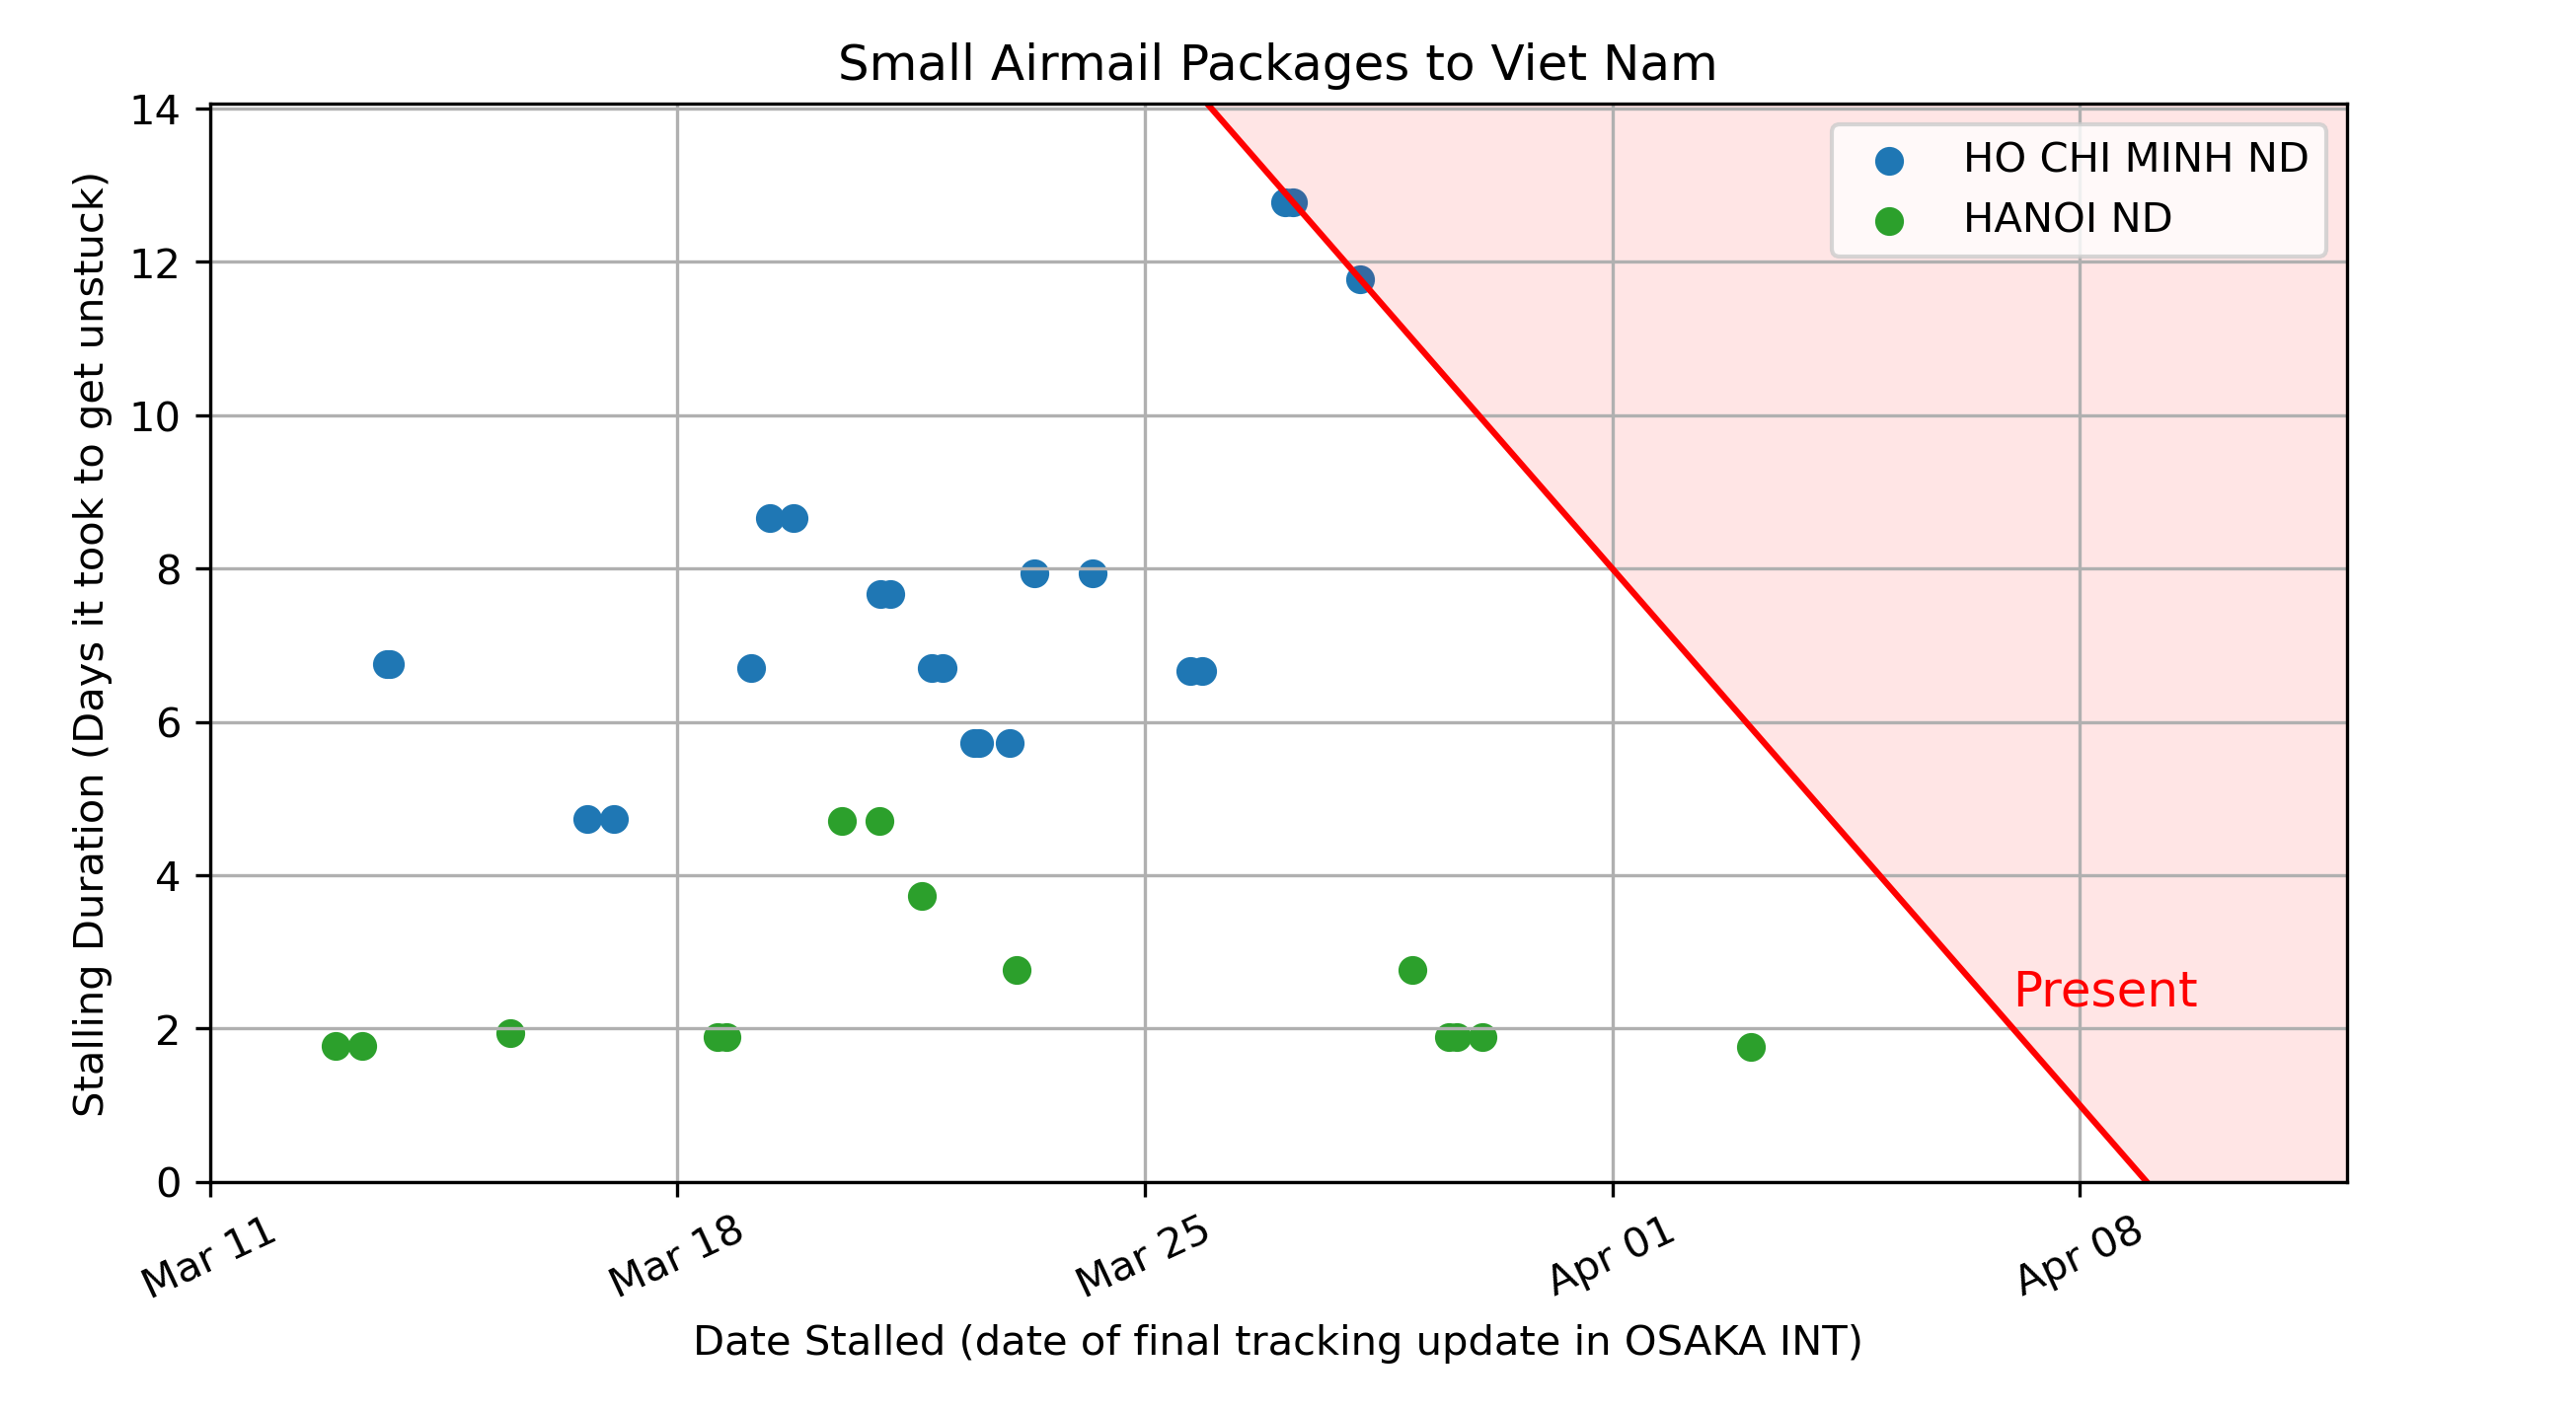 Small Airmail Packages to Viet Nam
Stalling Duration (Days it took to get unstuck)
14
12
10
8
6
4
2
0
HO CHI MINH ND
HANOI ND
Present
Mar 11
Mar 18
Mar 25
Apr 01
Apr 08
Date Stalled (date of final tracking update in OSAKA INT)